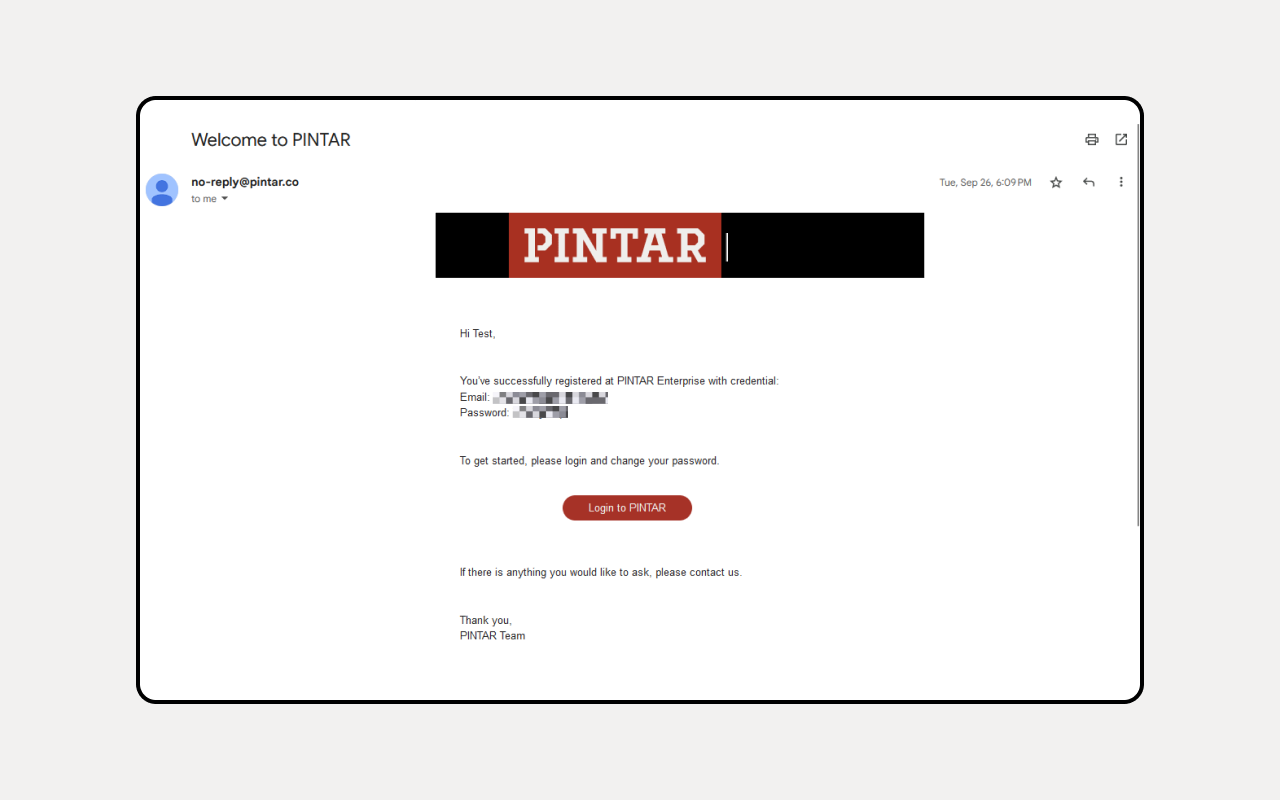 Welcome to PINTAR
no-reply@pintar.co
Tue, Sep 26, 6:09 PM
to me
PINTAR
Hi Test,
You've successfully registered at PINTAR Enterprise with credential:
Email:
Password:
To get started, please login and change your password.
Login to PINTAR
If there is anything you would like to ask, please contact us.
Thank you,
PINTAR Team